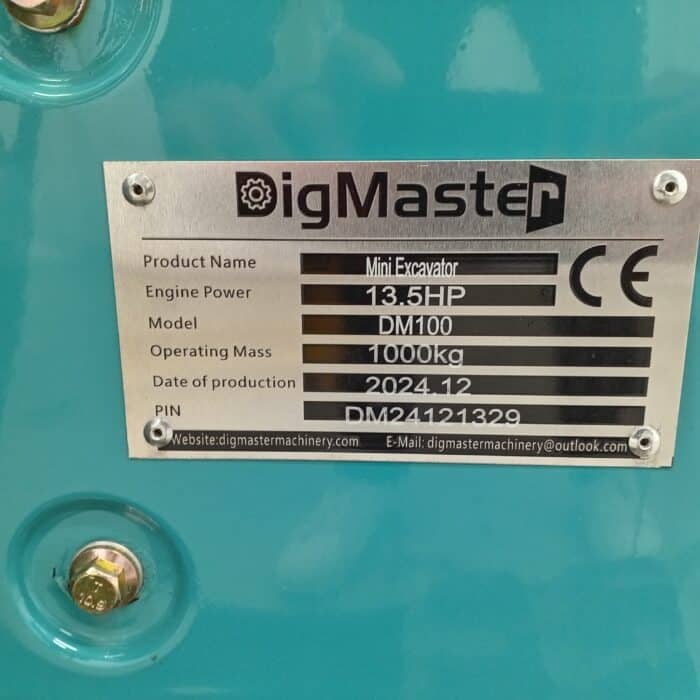 DigMaster
Product Name Mini Excavator
CE
Engine Power 13.5HP
Model DM100
Operating Mass 1000kg
Date of production 2024.12
PIN DM24121329
Website:digmastermachinery.com E-Mail: digmastermachinery@outlook.com